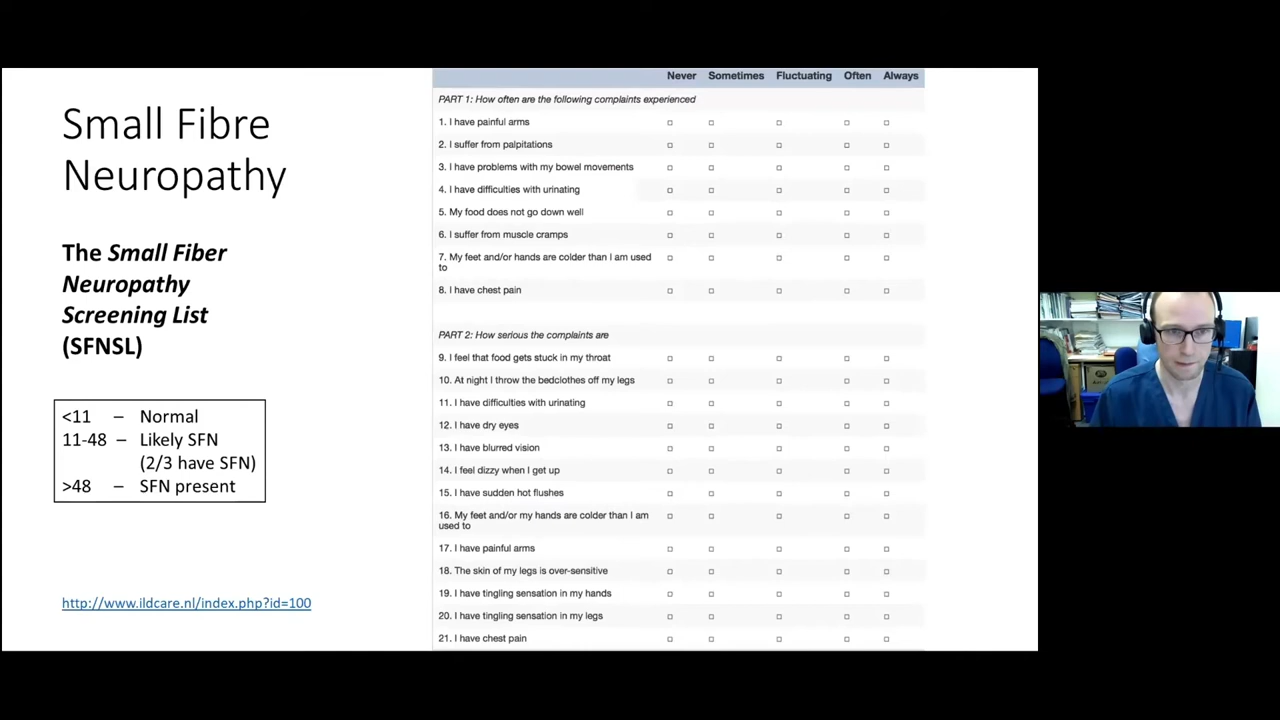 Small Fibre
Neuropathy
The Small Fiber
Neuropathy
Screening List
(SFNSL)
<11 – Normal
11-48 – Likely SFN
(2/3 have SFN)
>48 – SFN present
http://www.ildcare.nl/index.php?id=100
Never Sometimes Fluctuating Often Always
PART 1: How often are the following complaints experienced
1. I have painful arms
2. I suffer from palpitations
3. I have problems with my bowel movements
4. I have difficulties with urinating
5. My food does not go down well
6. I suffer from muscle cramps
7. My feet and/or hands are colder than I am used
to
8. I have chest pain
PART 2: How serious the complaints are
9. I feel that food gets stuck in my throat
10. At night I throw the bedclothes off my legs
11. I have difficulties with urinating
12. I have dry eyes
13. I have blurred vision
14. I feel dizzy when I get up
15. I have sudden hot flushes
16. My feet and/or my hands are colder than I am
used to
17. I have painful arms
18. The skin of my legs is over-sensitive
19. I have tingling sensation in my hands
20. I have tingling sensation in my legs
21. I have chest pain